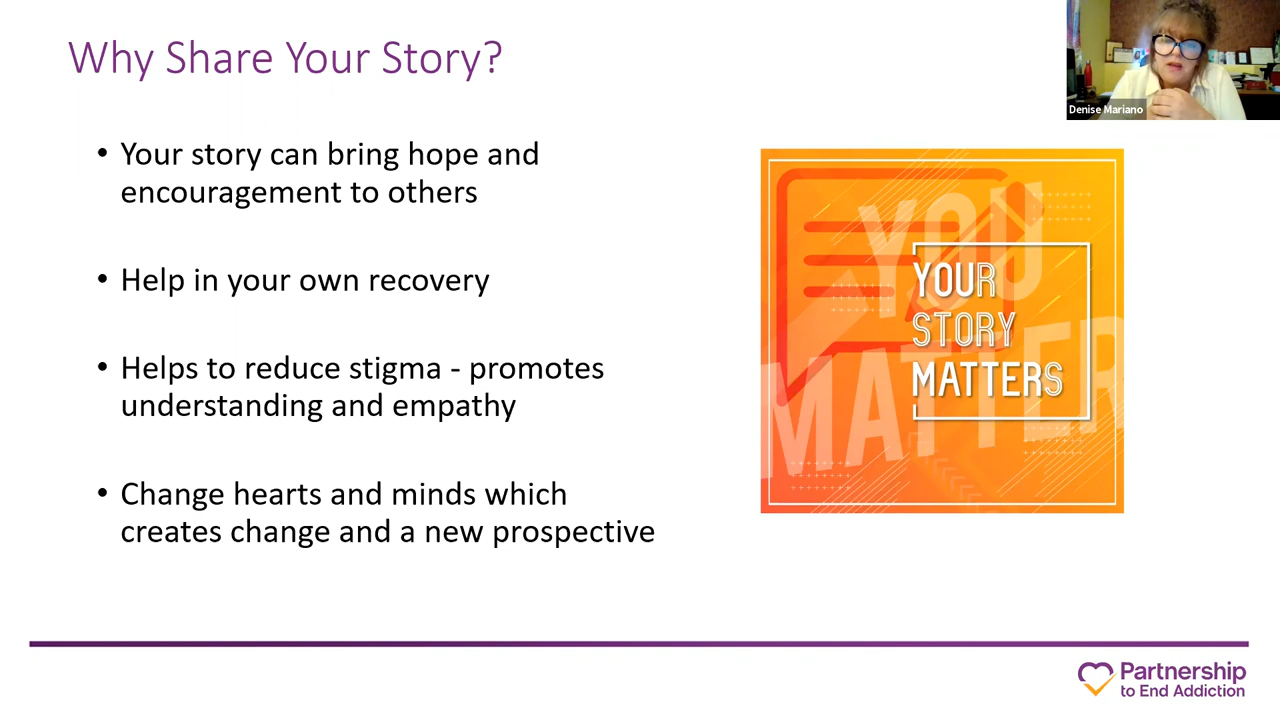 Why Share Your Story?
Denise Mariano
• Your story can bring hope and
encouragement to others
• Help in your own recovery
• Helps to reduce stigma - promotes
understanding and empathy
• Change hearts and minds which
creates change and a new prospective
YOU
MATTER
YOUR
STORY
MATTERS
Partnership
to End Addiction